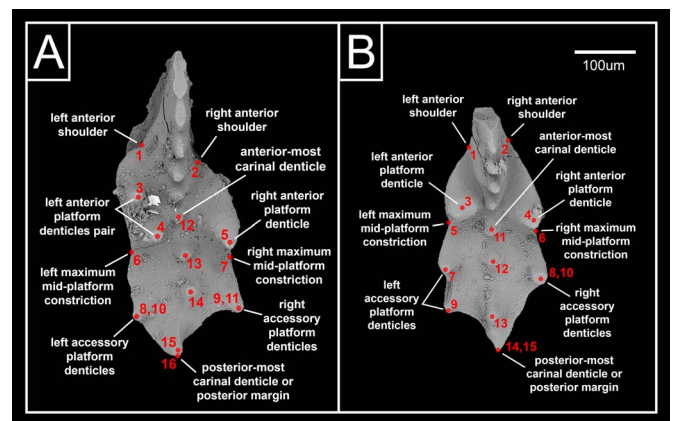 A
left anterior
shoulder
right anterior
shoulder
anterior-most
carinal denticle
right anterior
platform
denticle
left anterior
platform
denticles pair
right maximum
mid-platform
constriction
left maximum
mid-platform
constriction
right
accessory
platform
denticles
left accessory
platform
denticles
posterior-most
carinal denticle or
posterior margin
1
2
3
4
12
5
6
13
7
14
8,10
9,11
15
16
B
100um
left anterior
shoulder
right anterior
shoulder
anterior-most
carinal denticle
left anterior
platform
denticle
right anterior
platform
denticle
left maximum
mid-platform
constriction
right maximum
mid-platform
constriction
left
accessory
platform
denticles
right
accessory
platform
denticles
posterior-most
carinal denticle or
posterior margin
1
2
3
4
5
11
6
7
12
8,10
9
13
14,15